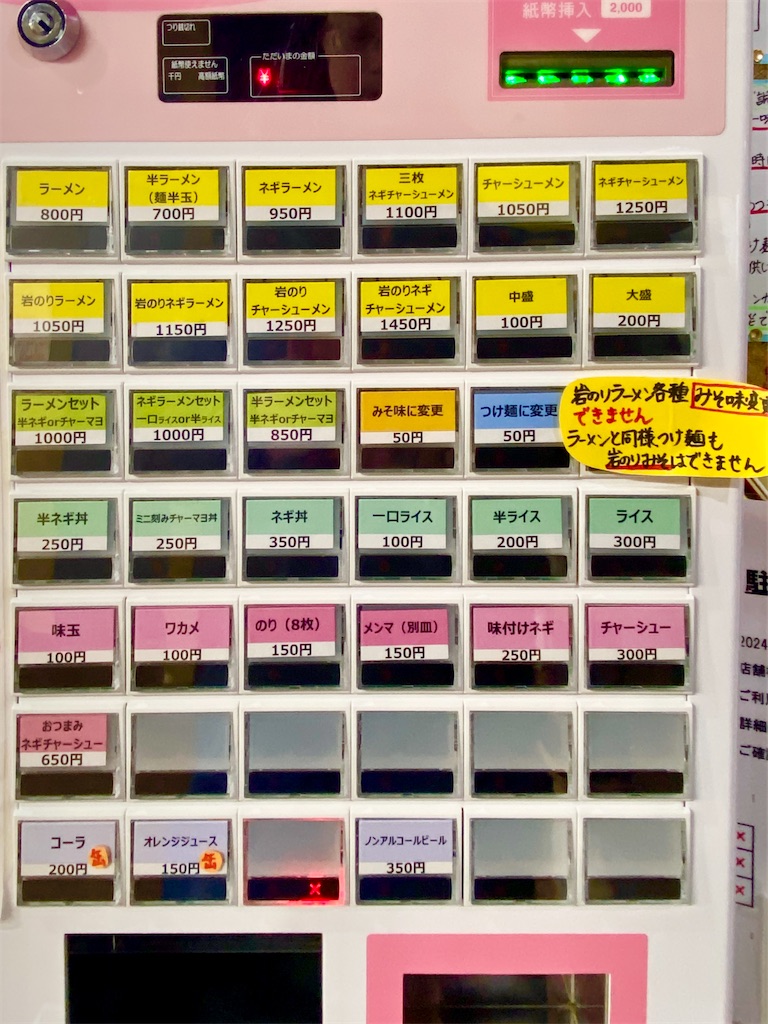 つり銭切れ
紙幣使えません
千円 高額紙幣
ただいまの金額
¥
紙幣挿入 2,000
ラーメン
800円
半ラーメン
(麺半玉)
700円
ネギラーメン
950円
三枚
ネギチャーシューメン
1100円
チャーシューメン
1050円
ネギチャーシューメン
1250円
岩のりラーメン
1050円
岩のりネギラーメン
1150円
岩のり
チャーシューメン
1250円
岩のりネギ
チャーシューメン
1450円
中盛
100円
大盛
200円
ラーメンセット
半ネギorチャーマヨ
1000円
ネギラーメンセット
一口ライスor半ライス
1000円
半ラーメンセット
半ネギorチャーマヨ
850円
みそ味に変更
50円
つけ麺に変更
50円
岩のりラーメン各種 みそ味変更
できません
ラーメンと同様つけ麺も
岩のりみそはできません
半ネギ丼
250円
ミニ刻みチャーマヨ丼
250円
ネギ丼
350円
一口ライス
100円
半ライス
200円
ライス
300円
味玉
100円
ワカメ
100円
のり (8枚)
150円
メンマ (別皿)
150円
味付けネギ
250円
チャーシュー
300円
おつまみ
ネギチャーシュー
650円
コーラ
200円
缶
オレンジジュース
150円
缶
×
ノンアルコールビール
350円
駐
2024
店舗
ご利
詳細
ご確
×
×
×